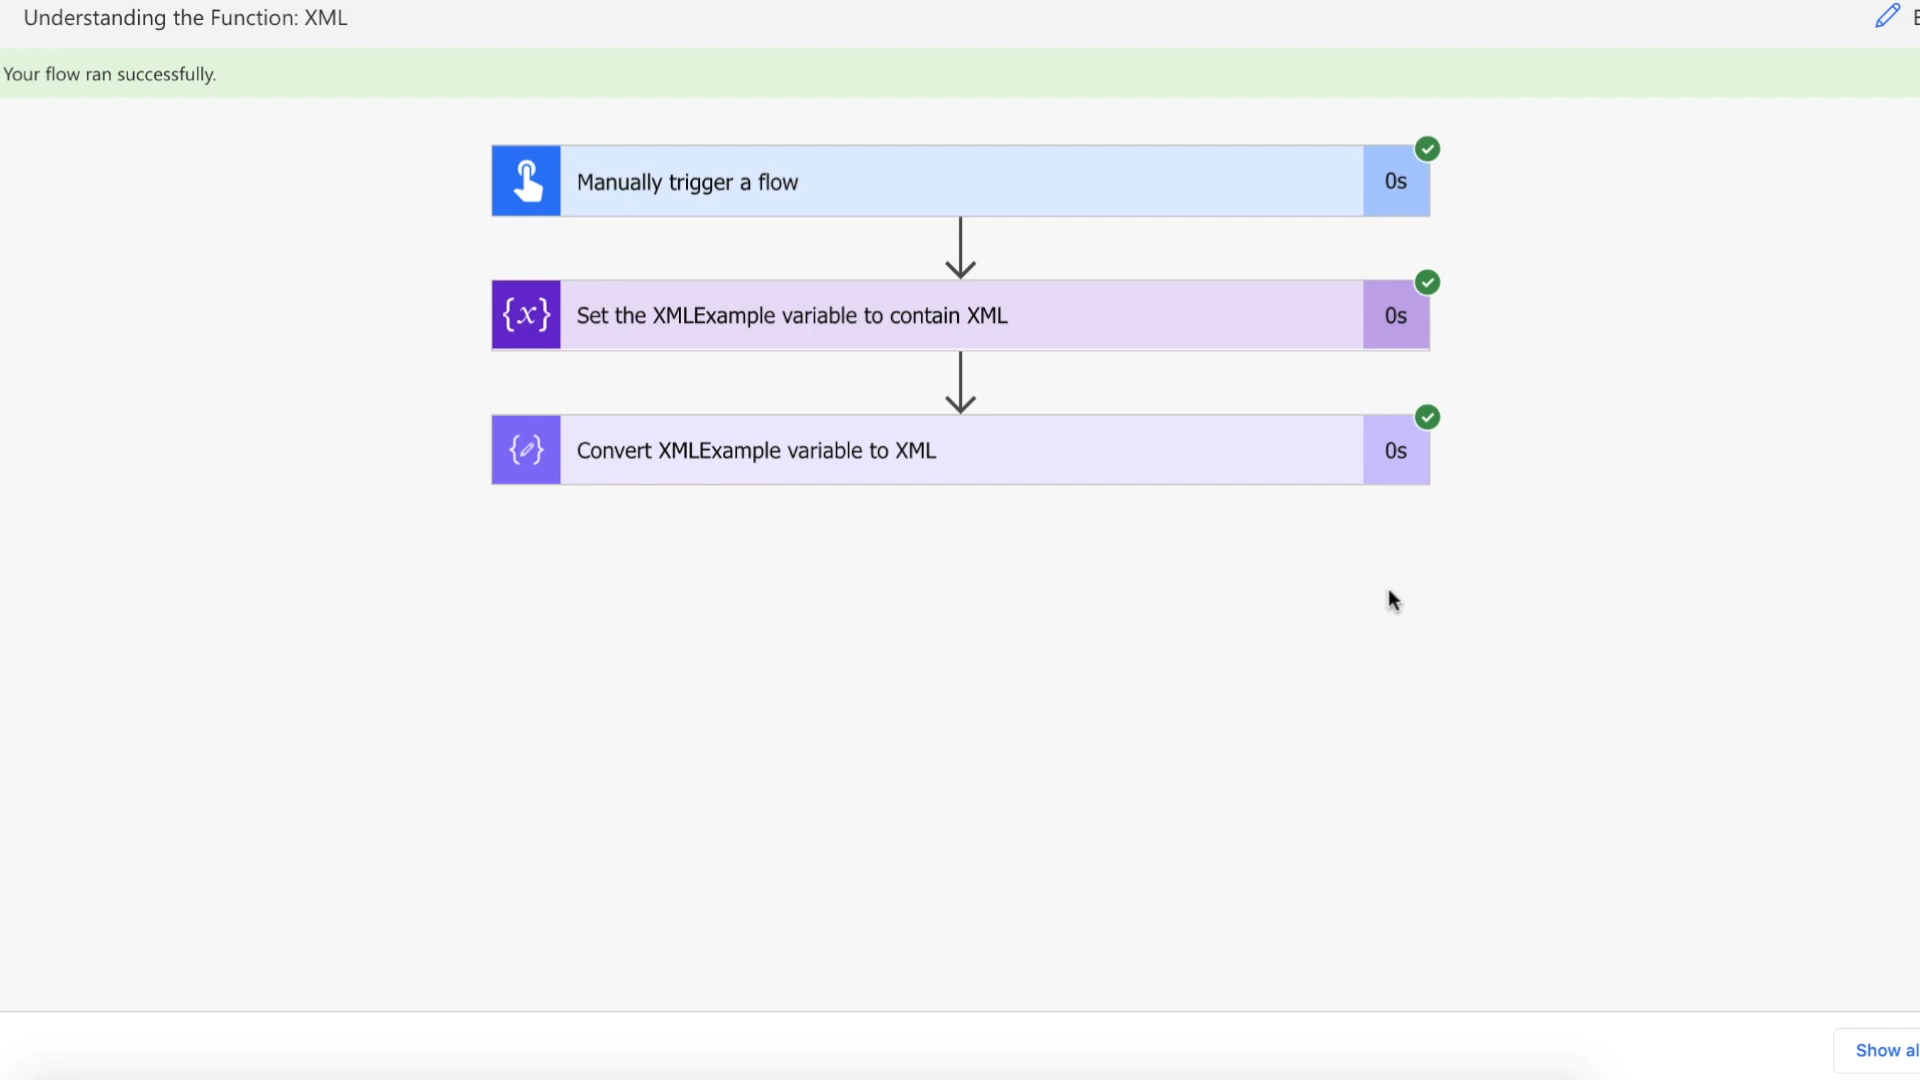 Understanding the Function: XML
Your flow ran successfully.
Manually trigger a flow
0s
{x}
Set the XMLExample variable to contain XML
0s
Convert XMLExample variable to XML
0s
Show al